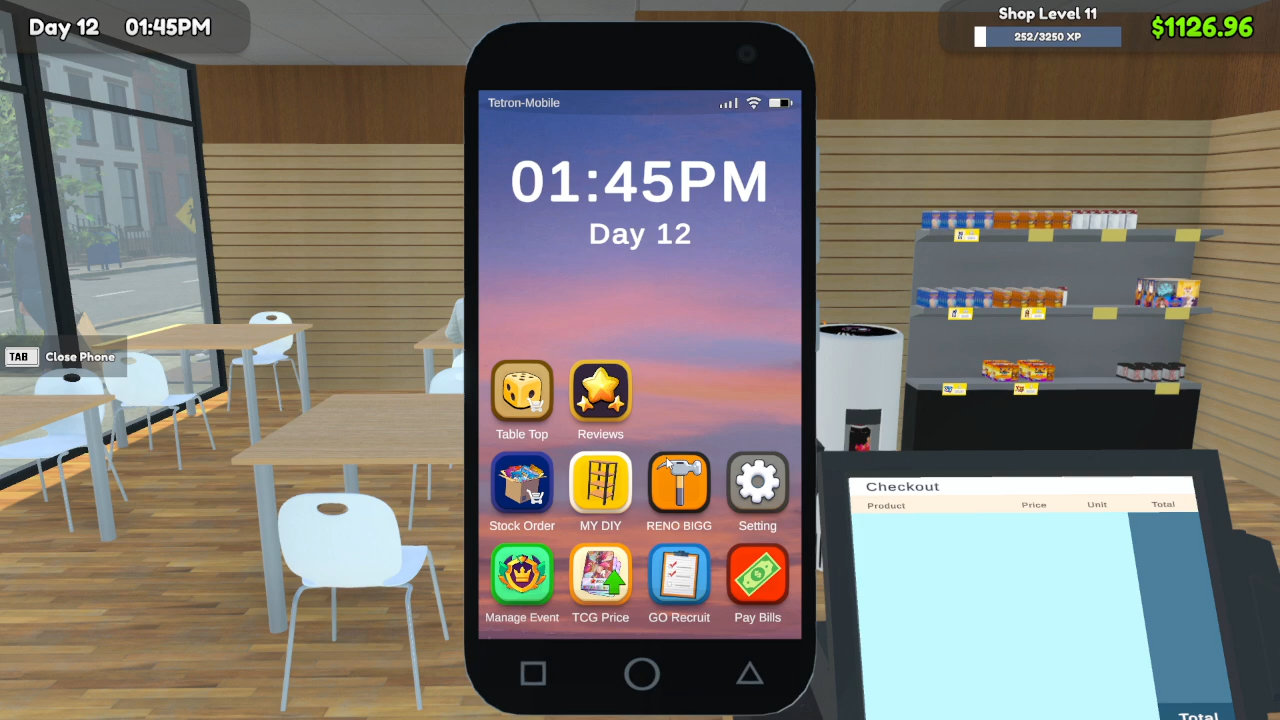 Day 12 01:45PM
Shop Level 11
252/3250 XP
$1126.96
Tetron-Mobile
01:45PM
Day 12
TAB Close Phone
Table Top Reviews
Stock Order MY DIY RENO BIGG Setting
Manage Event TCG Price GO Recruit Pay Bills
Checkout
Product Price Unit Total
Total